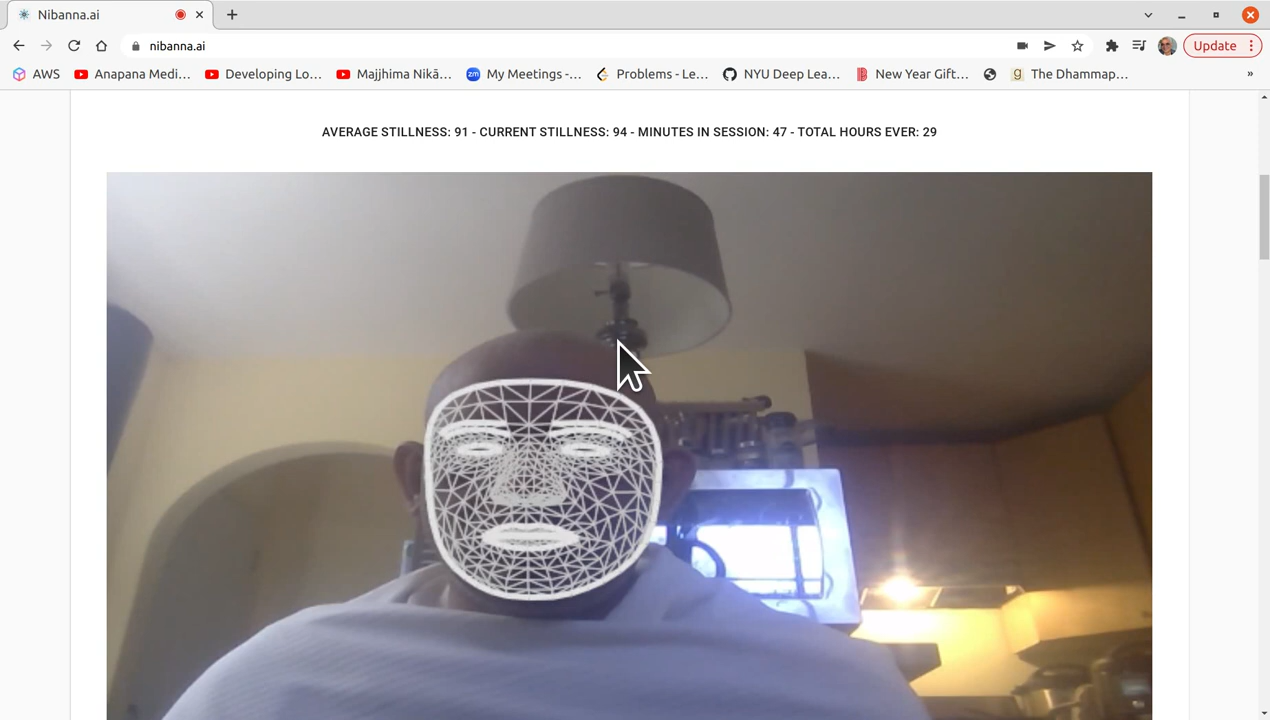 Nibanna.ai
nibanna.ai
Update
AWS
Anapana Medi...
Developing Lo...
Majjhima Nikā...
zm
My Meetings -...
Problems - Le...
NYU Deep Lea...
New Year Gift...
g
The Dhammap...
»
AVERAGE STILLNESS: 91 - CURRENT STILLNESS: 94 - MINUTES IN SESSION: 47 - TOTAL HOURS EVER: 29